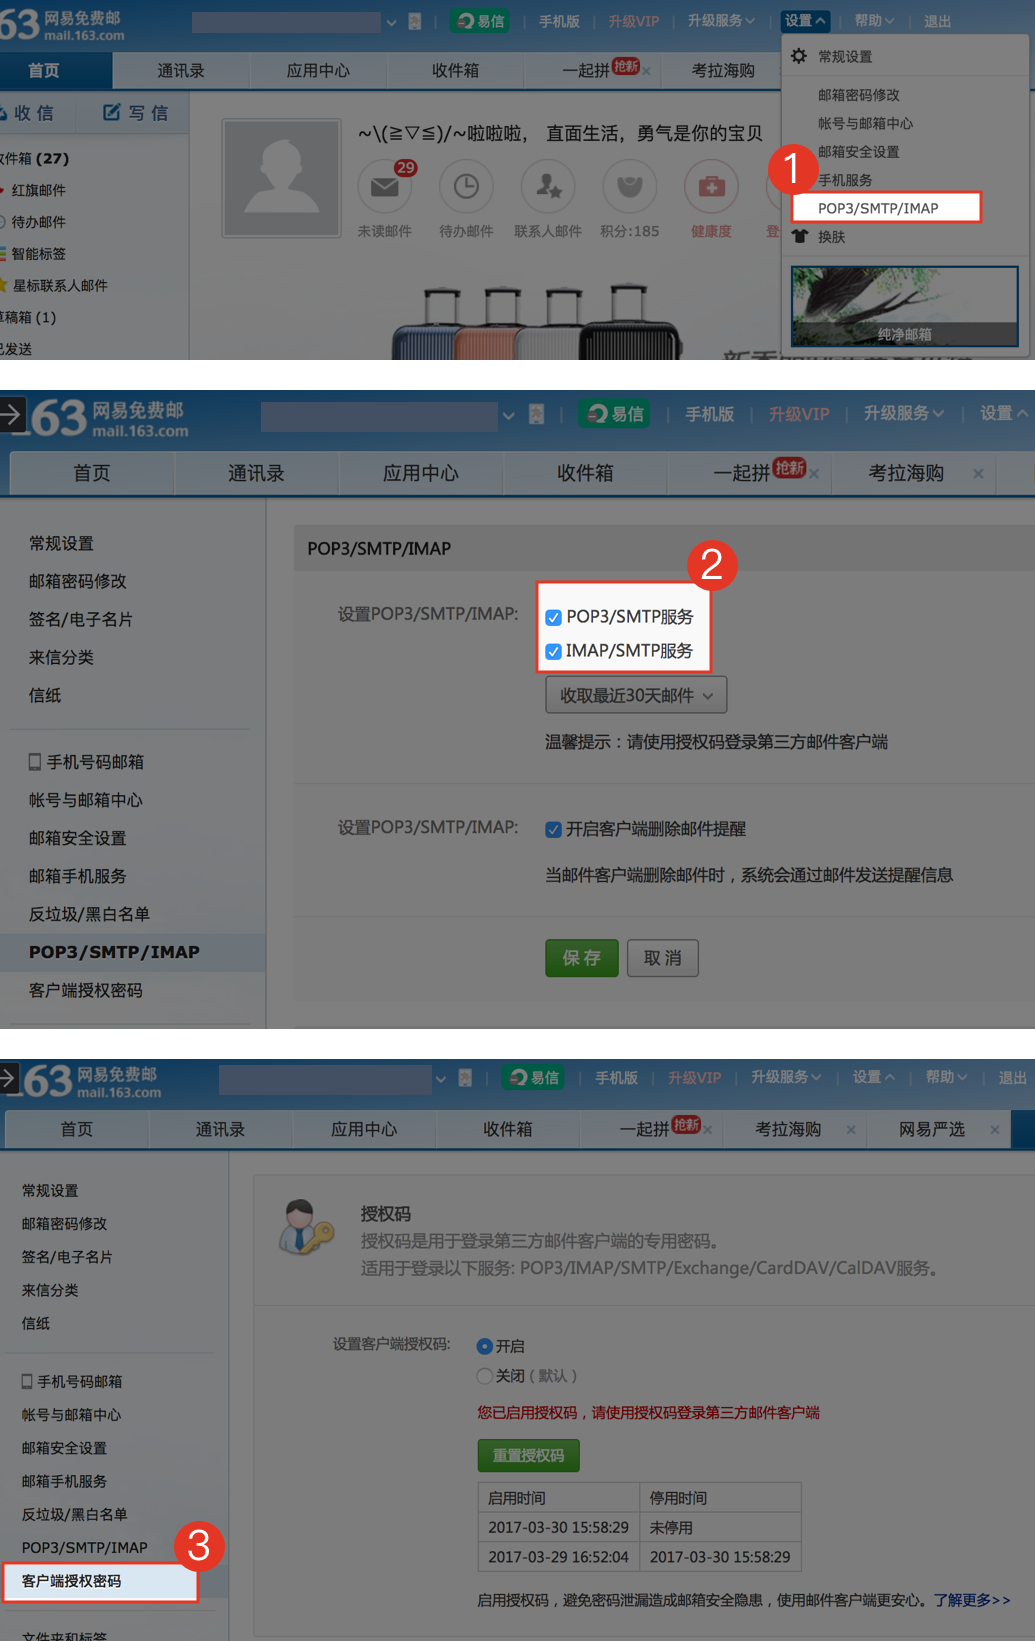 63 网易免费邮
mail.163.com
易信 手机版 升级VIP 升级服务 设置 帮助 退出
首页 通讯录 应用中心 收件箱 一起拼 抢新 × 考拉海购
收 信 写 信
件箱 (27)
红旗邮件
待办邮件
智能标签
星标联系人邮件
稿箱 (1)
发送
~\(≧▽≦)/~啦啦啦， 直面生活，勇气是你的宝贝
29
未读邮件 待办邮件 联系人邮件 积分:185 健康度 登
常规设置
邮箱密码修改
帐号与邮箱中心
邮箱安全设置
1
手机服务
POP3/SMTP/IMAP
换肤
纯净邮箱
163 网易免费邮
mail.163.com
易信 手机版 升级VIP 升级服务 设置
首页 通讯录 应用中心 收件箱 一起拼 抢新 × 考拉海购 ×
常规设置
邮箱密码修改
签名/电子名片
来信分类
信纸
手机号码邮箱
帐号与邮箱中心
邮箱安全设置
邮箱手机服务
反垃圾/黑白名单
POP3/SMTP/IMAP
客户端授权密码
POP3/SMTP/IMAP
2
设置POP3/SMTP/IMAP: POP3/SMTP服务
IMAP/SMTP服务
收取最近30天邮件
温馨提示：请使用授权码登录第三方邮件客户端
设置POP3/SMTP/IMAP: 开启客户端删除邮件提醒
当邮件客户端删除邮件时，系统会通过邮件发送提醒信息
保 存 取 消
163 网易免费邮
mail.163.com
易信 手机版 升级VIP 升级服务 设置 帮助 退出
首页 通讯录 应用中心 收件箱 一起拼 抢新 × 考拉海购 × 网易严选 ×
常规设置
邮箱密码修改
签名/电子名片
来信分类
信纸
手机号码邮箱
帐号与邮箱中心
邮箱安全设置
邮箱手机服务
反垃圾/黑白名单
POP3/SMTP/IMAP
3
客户端授权密码
文件夹和标签
授权码
授权码是用于登录第三方邮件客户端的专用密码。
适用于登录以下服务: POP3/IMAP/SMTP/Exchange/CardDAV/CalDAV服务。
设置客户端授权码: 开启
关闭（默认）
您已启用授权码，请使用授权码登录第三方邮件客户端
重置授权码
启用时间 停用时间
2017-03-30 15:58:29 未停用
2017-03-29 16:52:04 2017-03-30 15:58:29
启用授权码，避免密码泄漏造成邮箱安全隐患，使用邮件客户端更安心。了解更多>>